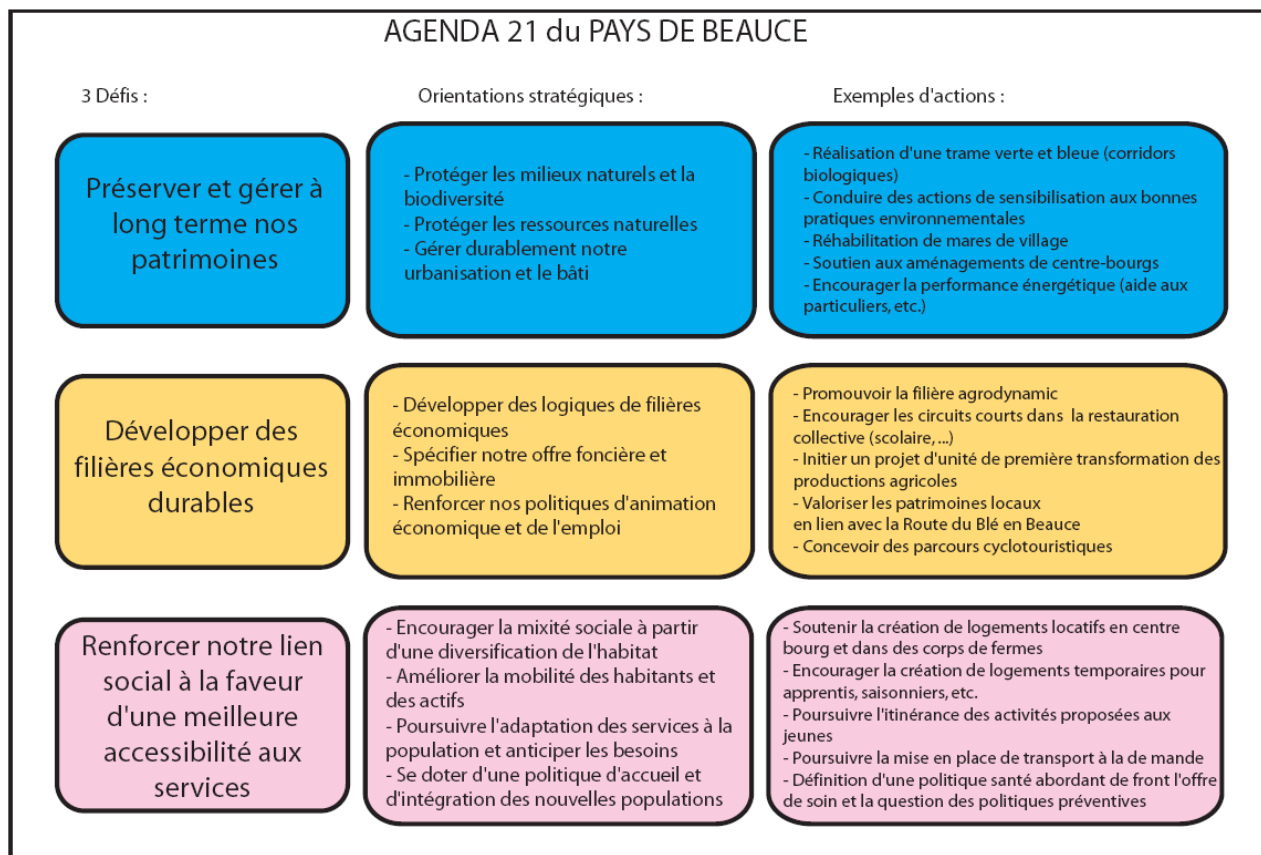 AGENDA 21 du PAYS DE BEAUCE
3 Défis :
Orientations stratégiques :
Exemples d'actions :
Préserver et gérer à
long terme nos
patrimoines
- Protéger les milieux naturels et la
biodiversité
- Protéger les ressources naturelles
- Gérer durablement notre
urbanisation et le bâti
- Réalisation d'une trame verte et bleue (corridors
biologiques)
- Conduire des actions de sensibilisation aux bonnes
pratiques environnementales
- Réhabilitation de mares de village
- Soutien aux aménagements de centre-bourgs
- Encourager la performance énergétique (aide aux
particuliers, etc.)
Développer des
filières économiques
durables
- Développer des logiques de filières
économiques
- Spécifier notre offre foncière et
immobilière
- Renforcer nos politiques d'animation
économique et de l'emploi
- Promouvoir la filière agrodynamic
- Encourager les circuits courts dans la restauration
collective (scolaire, ...)
- Initier un projet d'unité de première transformation des
productions agricoles
- Valoriser les patrimoines locaux
en lien avec la Route du Blé en Beauce
- Concevoir des parcours cyclotouristiques
Renforcer notre lien
social à la faveur
d'une meilleure
accessibilité aux
services
- Encourager la mixité sociale à partir
d'une diversification de l'habitat
- Améliorer la mobilité des habitants et
des actifs
- Poursuivre l'adaptation des services à la
population et anticiper les besoins
- Se doter d'une politique d'accueil et
d'intégration des nouvelles populations
- Soutenir la création de logements locatifs en centre
bourg et dans des corps de fermes
- Encourager la création de logements temporaires pour
apprentis, saisonniers, etc.
- Poursuivre l'itinérance des activités proposées aux
jeunes
- Poursuivre la mise en place de transport à la de mande
- Définition d'une politique santé abordant de front l'offre
de soin et la question des politiques préventives